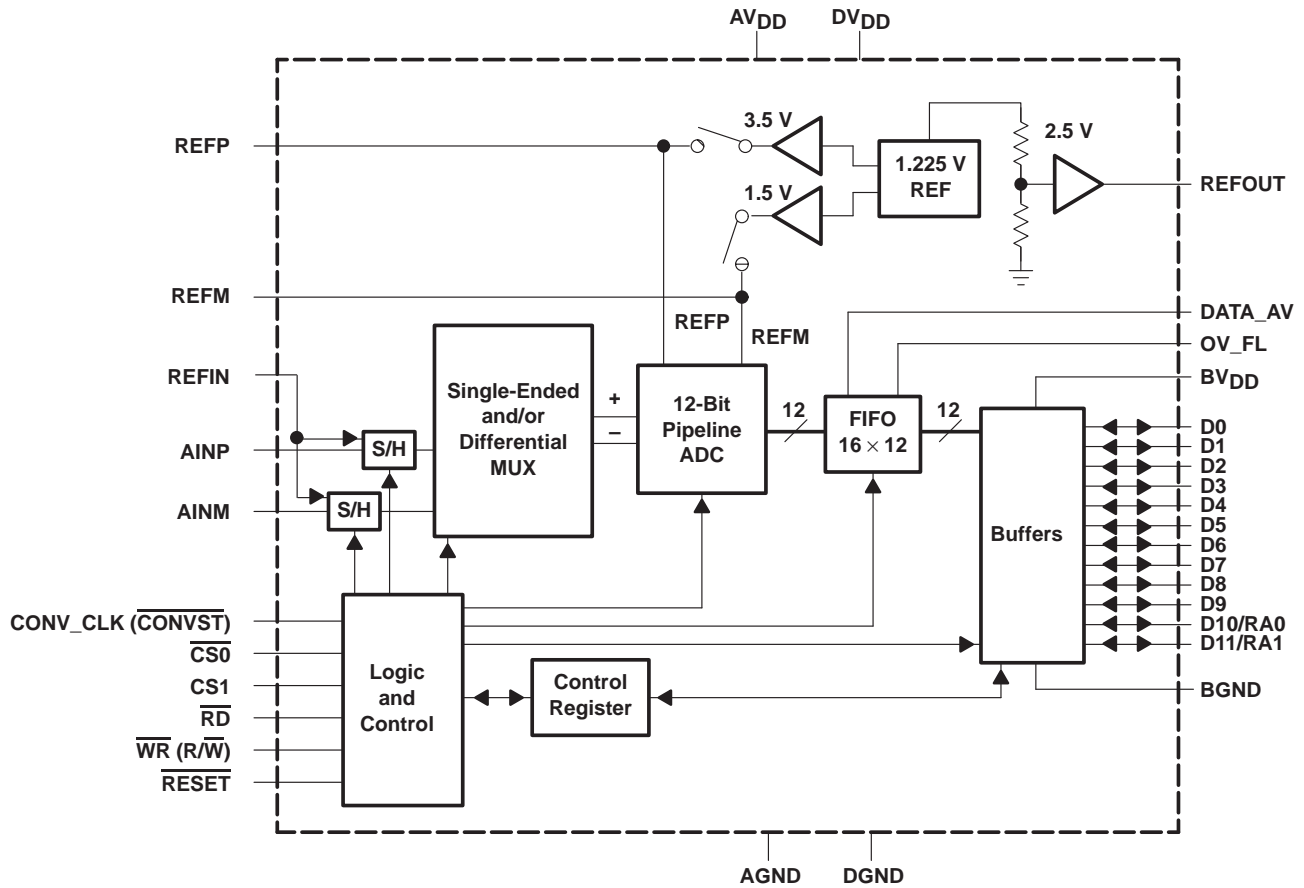 AVDD DVDD
REFP
3.5 V
1.5 V
1.225 V
REF
2.5 V
REFOUT
REFM
REFP
REFM
DATA_AV
OV_FL
BVDD
REFIN
AINP
AINM
S/H
S/H
Single-Ended
and/or
Differential
MUX
+
–
12-Bit
Pipeline
ADC
12
FIFO
16 × 12
12
Buffers
D0
D1
D2
D3
D4
D5
D6
D7
D8
D9
D10/RA0
D11/RA1
BGND
CONV_CLK (CONVST)
CS0
CS1
RD
WR (R/W)
RESET
Logic
and
Control
Control
Register
AGND DGND